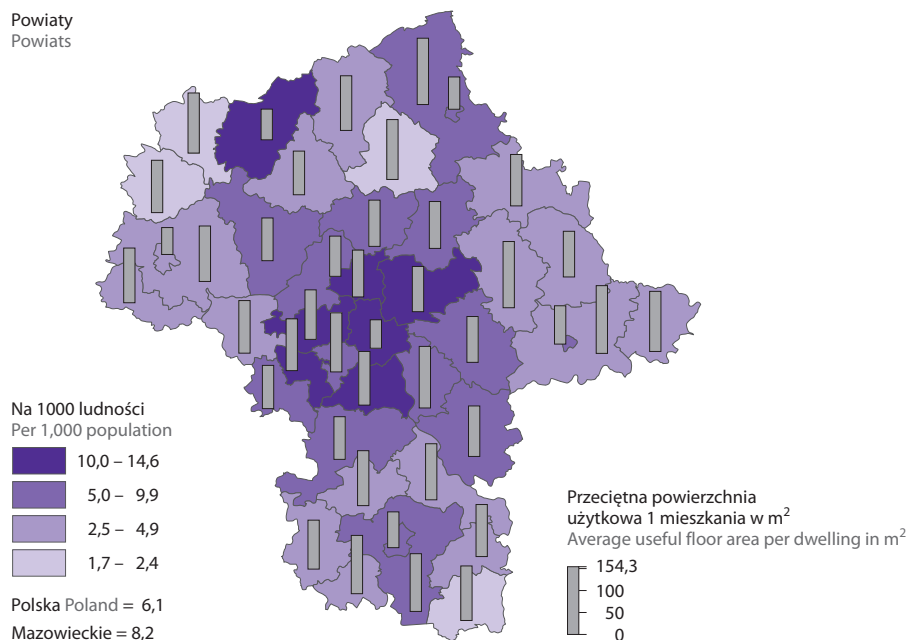 Powiaty
Powiats
Na 1000 ludności
Per 1,000 population
10,0 – 14,6
5,0 – 9,9
2,5 – 4,9
1,7 – 2,4
Polska Poland = 6,1
Mazowieckie = 8,2
Przeciętna powierzchnia
użytkowa 1 mieszkania w m²
Average useful floor area per dwelling in m²
154,3
100
50
0